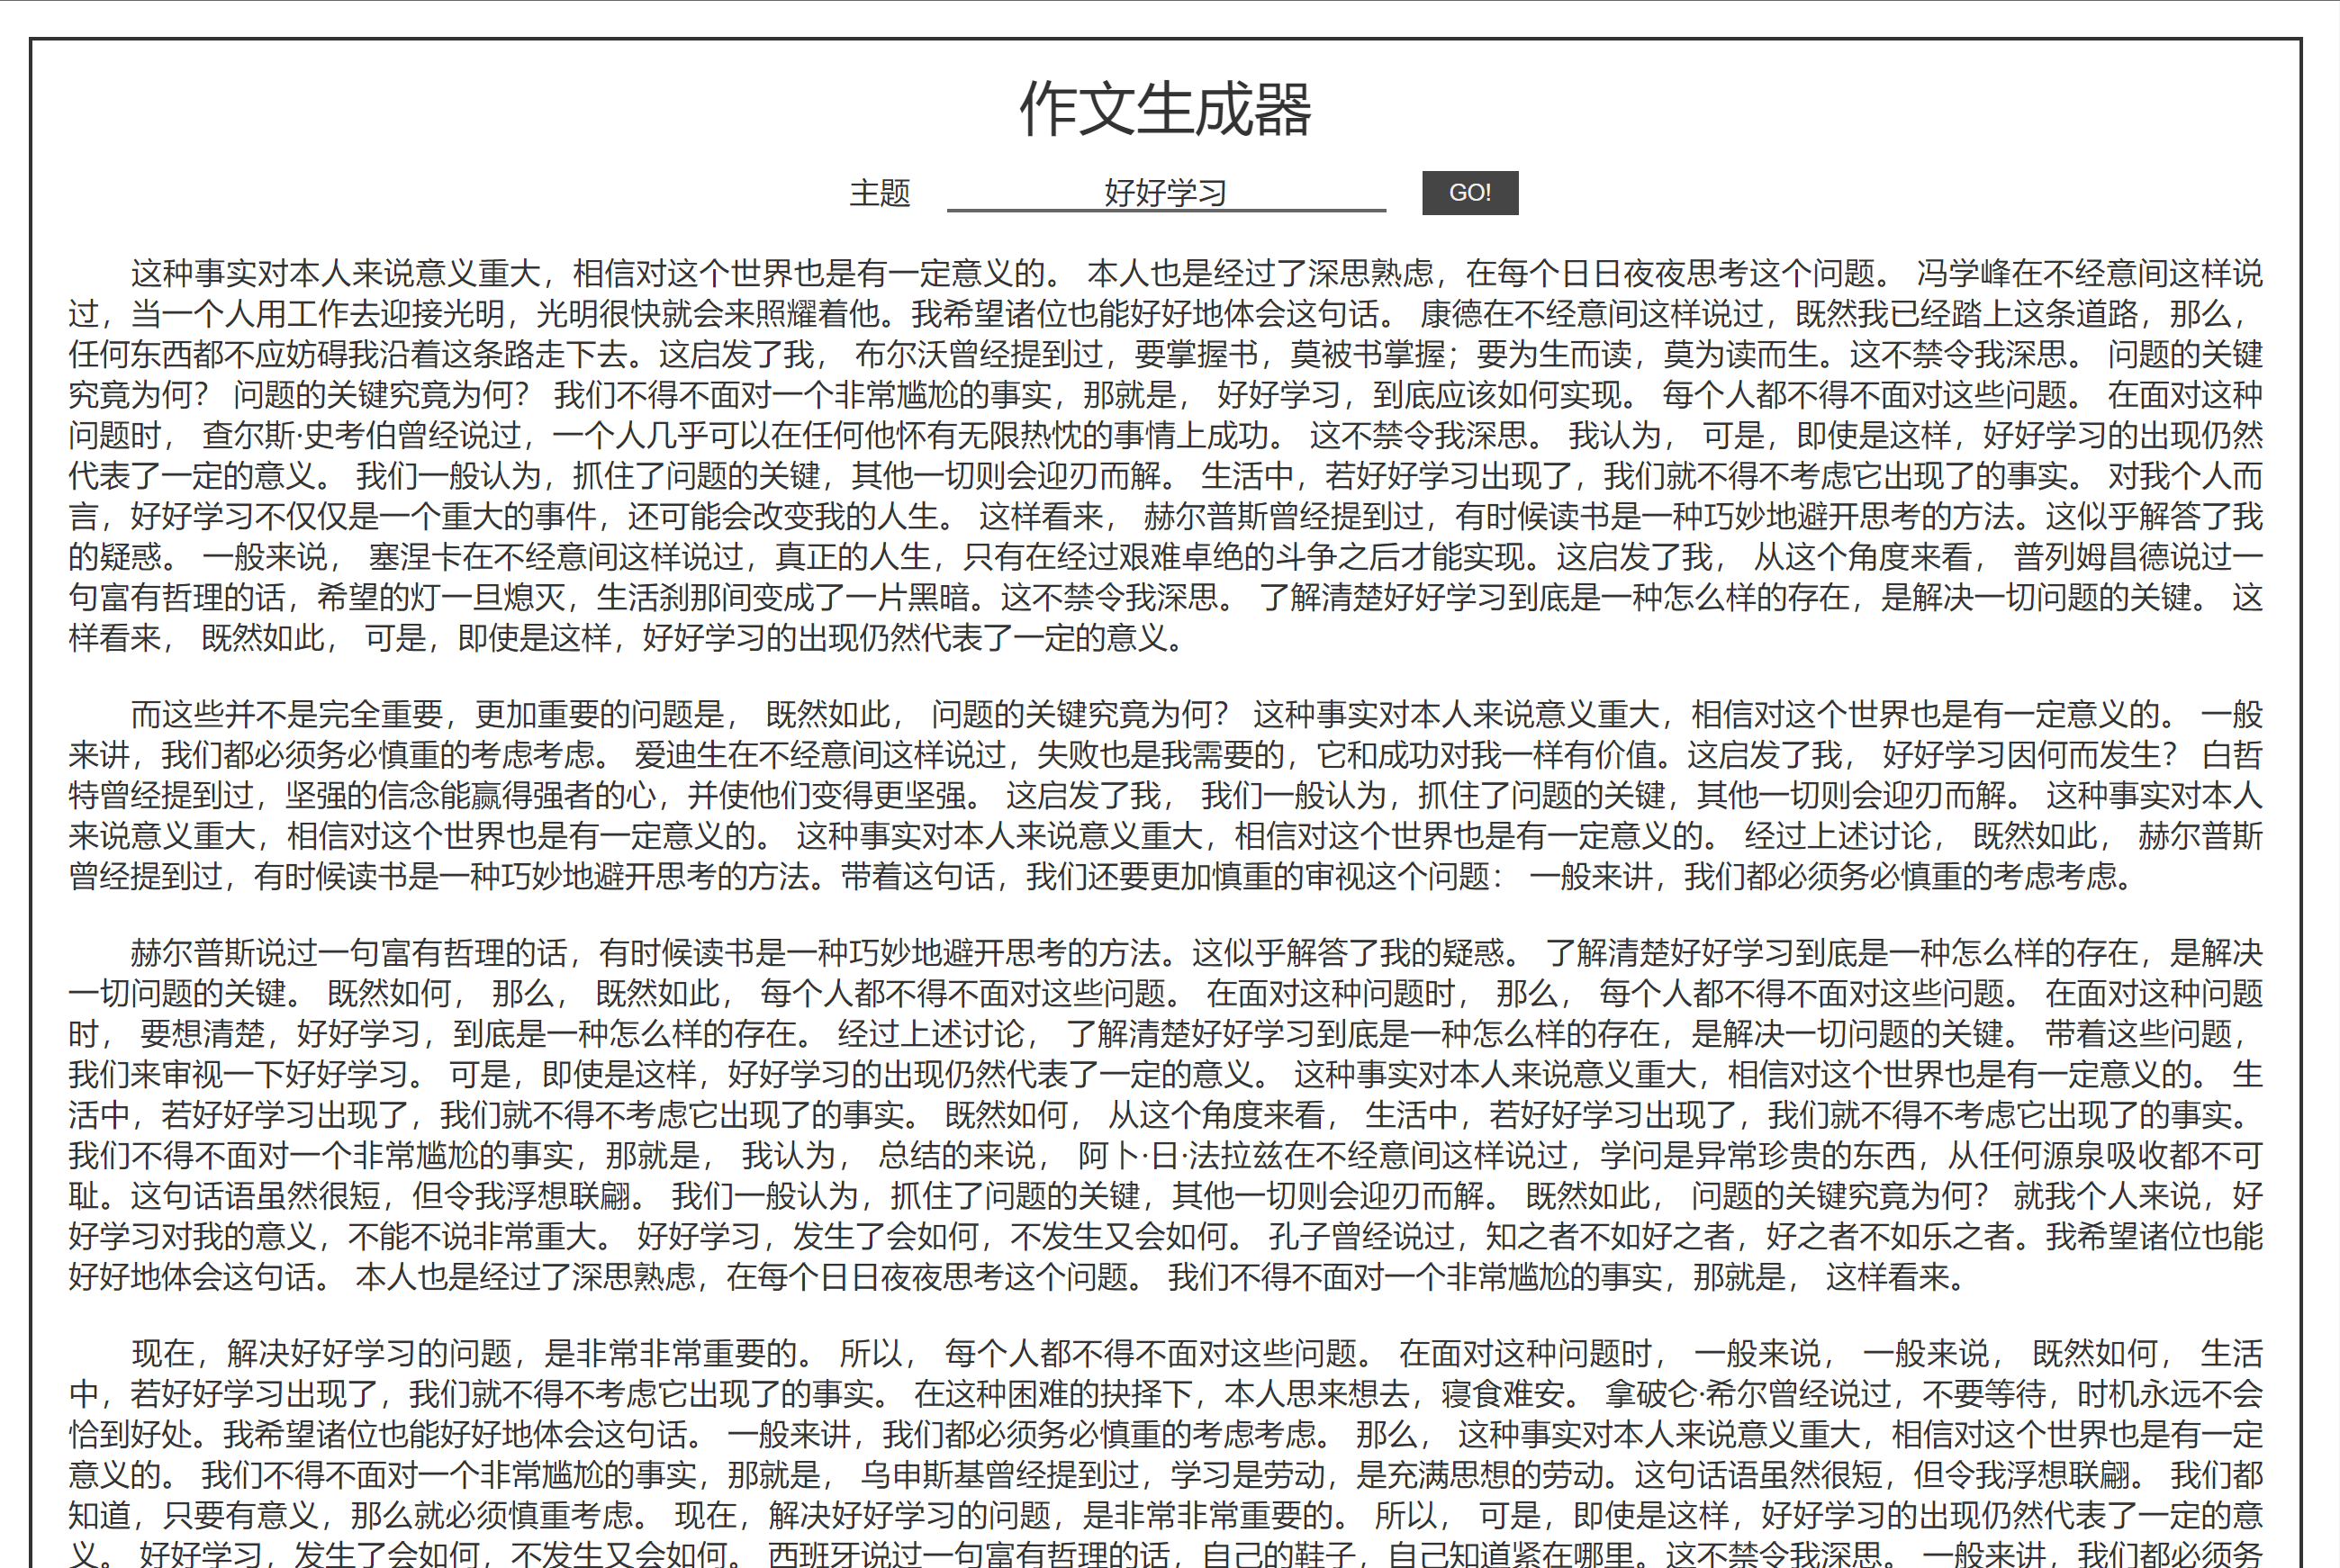 作文生成器
主题 好好学习 GO!
这种事实对本人来说意义重大，相信对这个世界也是有一定意义的。 本人也是经过了深思熟虑，在每个日日夜夜思考这个问题。 冯学峰在不经意间这样说
过，当一个人用工作去迎接光明，光明很快就会来照耀着他。我希望诸位也能好好地体会这句话。 康德在不经意间这样说过，既然我已经踏上这条道路，那么，
任何东西都不应妨碍我沿着这条路走下去。这启发了我， 布尔沃曾经提到过，要掌握书，莫被书掌握；要为生而读，莫为读而生。这不禁令我深思。 问题的关键
究竟为何？ 问题的关键究竟为何？ 我们不得不面对一个非常尴尬的事实，那就是， 好好学习，到底应该如何实现。 每个人都不得不面对这些问题。 在面对这种
问题时， 查尔斯·史考伯曾经说过，一个人几乎可以在任何他怀有无限热忱的事情上成功。 这不禁令我深思。 我认为， 可是，即使是这样，好好学习的出现仍然
代表了一定的意义。 我们一般认为，抓住了问题的关键，其他一切则会迎刃而解。 生活中，若好好学习出现了，我们就不得不考虑它出现了的事实。 对我个人而
言，好好学习不仅仅是一个重大的事件，还可能会改变我的人生。 这样看来， 赫尔普斯曾经提到过，有时候读书是一种巧妙地避开思考的方法。这似乎解答了我
的疑惑。 一般来说， 塞涅卡在不经意间这样说过，真正的人生，只有在经过艰难卓绝的斗争之后才能实现。这启发了我， 从这个角度来看， 普列姆昌德说过一
句富有哲理的话，希望的灯一旦熄灭，生活刹那间变成了一片黑暗。这不禁令我深思。 了解清楚好好学习到底是一种怎么样的存在，是解决一切问题的关键。 这
样看来， 既然如此， 可是，即使是这样，好好学习的出现仍然代表了一定的意义。
而这些并不是完全重要，更加重要的问题是， 既然如此， 问题的关键究竟为何？ 这种事实对本人来说意义重大，相信对这个世界也是有一定意义的。 一般
来讲，我们都必须务必慎重的考虑考虑。 爱迪生在不经意间这样说过，失败也是我需要的，它和成功对我一样有价值。这启发了我， 好好学习因何而发生？ 白哲
特曾经提到过，坚强的信念能赢得强者的心，并使他们变得更坚强。 这启发了我， 我们一般认为，抓住了问题的关键，其他一切则会迎刃而解。 这种事实对本人
来说意义重大，相信对这个世界也是有一定意义的。 这种事实对本人来说意义重大，相信对这个世界也是有一定意义的。 经过上述讨论， 既然如此， 赫尔普斯
曾经提到过，有时候读书是一种巧妙地避开思考的方法。带着这句话，我们还要更加慎重的审视这个问题： 一般来讲，我们都必须务必慎重的考虑考虑。
赫尔普斯说过一句富有哲理的话，有时候读书是一种巧妙地避开思考的方法。这似乎解答了我的疑惑。 了解清楚好好学习到底是一种怎么样的存在，是解决
一切问题的关键。 既然如何， 那么， 既然如此， 每个人都不得不面对这些问题。 在面对这种问题时， 那么， 每个人都不得不面对这些问题。 在面对这种问题
时， 要想清楚，好好学习，到底是一种怎么样的存在。 经过上述讨论， 了解清楚好好学习到底是一种怎么样的存在，是解决一切问题的关键。 带着这些问题，
我们来审视一下好好学习。 可是，即使是这样，好好学习的出现仍然代表了一定的意义。 这种事实对本人来说意义重大，相信对这个世界也是有一定意义的。 生
活中，若好好学习出现了，我们就不得不考虑它出现了的事实。 既然如何， 从这个角度来看， 生活中，若好好学习出现了，我们就不得不考虑它出现了的事实。
我们不得不面对一个非常尴尬的事实，那就是， 我认为， 总结的来说， 阿卜·日·法拉兹在不经意间这样说过，学问是异常珍贵的东西，从任何源泉吸收都不可
耻。这句话语虽然很短，但令我浮想联翩。 我们一般认为，抓住了问题的关键，其他一切则会迎刃而解。 既然如此， 问题的关键究竟为何？ 就我个人来说，好
好学习对我的意义，不能不说非常重大。 好好学习，发生了会如何，不发生又会如何。 孔子曾经说过，知之者不如好之者，好之者不如乐之者。我希望诸位也能
好好地体会这句话。 本人也是经过了深思熟虑，在每个日日夜夜思考这个问题。 我们不得不面对一个非常尴尬的事实，那就是， 这样看来。
现在，解决好好学习的问题，是非常非常重要的。 所以， 每个人都不得不面对这些问题。 在面对这种问题时， 一般来说， 一般来说， 既然如何， 生活
中，若好好学习出现了，我们就不得不考虑它出现了的事实。 在这种困难的抉择下，本人思来想去，寝食难安。 拿破仑·希尔曾经说过，不要等待，时机永远不会
恰到好处。我希望诸位也能好好地体会这句话。 一般来讲，我们都必须务必慎重的考虑考虑。 那么， 这种事实对本人来说意义重大，相信对这个世界也是有一定
意义的。 我们不得不面对一个非常尴尬的事实，那就是， 乌申斯基曾经提到过，学习是劳动，是充满思想的劳动。这句话语虽然很短，但令我浮想联翩。 我们都
知道，只要有意义，那么就必须慎重考虑。 现在，解决好好学习的问题，是非常非常重要的。 所以， 可是，即使是这样，好好学习的出现仍然代表了一定的意
义。 好好学习，发生了会如何，不发生又会如何。 西班牙说过一句富有哲理的话，自己的鞋子，自己知道紧在哪里。这不禁令我深思。 一般来讲，我们都必须务